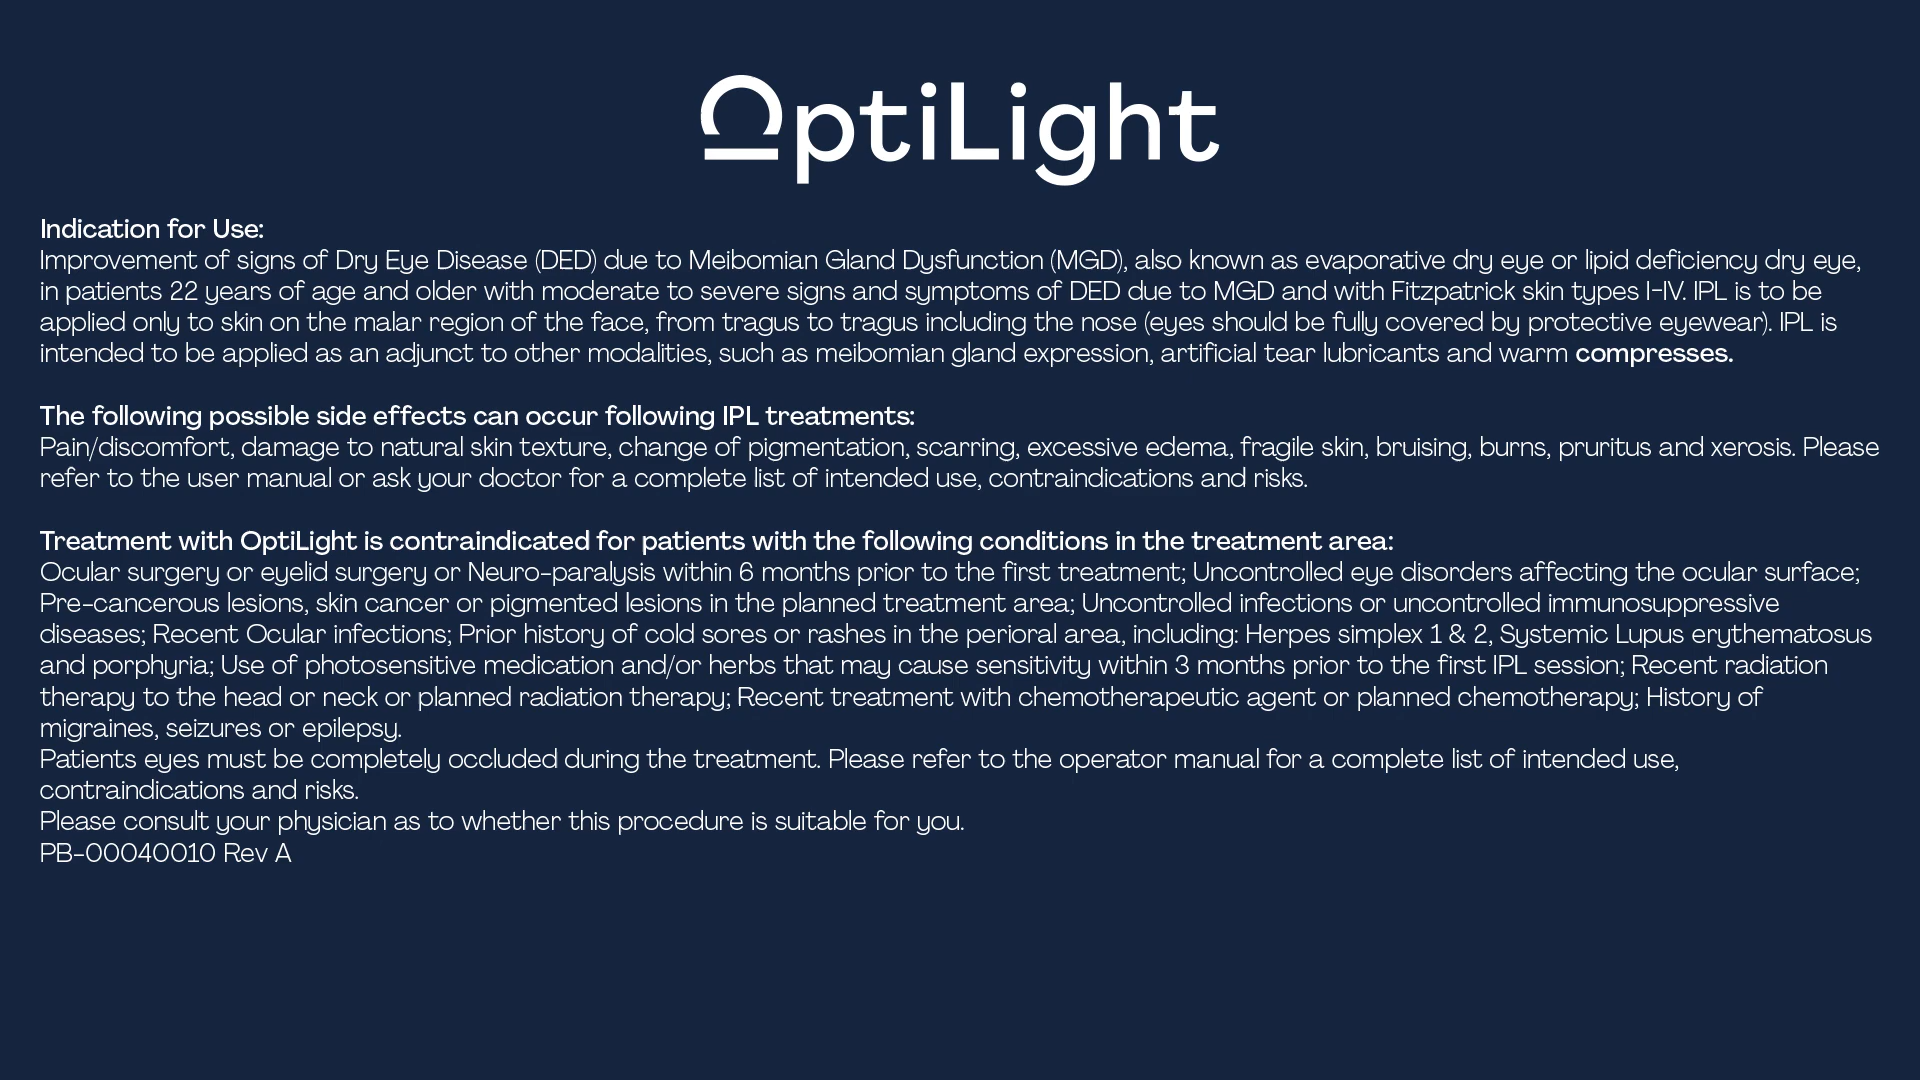 OptiLight
Indication for Use:
Improvement of signs of Dry Eye Disease (DED) due to Meibomian Gland Dysfunction (MGD), also known as evaporative dry eye or lipid deficiency dry eye,
in patients 22 years of age and older with moderate to severe signs and symptoms of DED due to MGD and with Fitzpatrick skin types I-IV. IPL is to be
applied only to skin on the malar region of the face, from tragus to tragus including the nose (eyes should be fully covered by protective eyewear). IPL is
intended to be applied as an adjunct to other modalities, such as meibomian gland expression, artificial tear lubricants and warm compresses.
The following possible side effects can occur following IPL treatments:
Pain/discomfort, damage to natural skin texture, change of pigmentation, scarring, excessive edema, fragile skin, bruising, burns, pruritus and xerosis. Please
refer to the user manual or ask your doctor for a complete list of intended use, contraindications and risks.
Treatment with OptiLight is contraindicated for patients with the following conditions in the treatment area:
Ocular surgery or eyelid surgery or Neuro-paralysis within 6 months prior to the first treatment; Uncontrolled eye disorders affecting the ocular surface;
Pre-cancerous lesions, skin cancer or pigmented lesions in the planned treatment area; Uncontrolled infections or uncontrolled immunosuppressive
diseases; Recent Ocular infections; Prior history of cold sores or rashes in the perioral area, including: Herpes simplex 1 & 2, Systemic Lupus erythematosus
and porphyria; Use of photosensitive medication and/or herbs that may cause sensitivity within 3 months prior to the first IPL session; Recent radiation
therapy to the head or neck or planned radiation therapy; Recent treatment with chemotherapeutic agent or planned chemotherapy; History of
migraines, seizures or epilepsy.
Patients eyes must be completely occluded during the treatment. Please refer to the operator manual for a complete list of intended use,
contraindications and risks.
Please consult your physician as to whether this procedure is suitable for you.
PB-00040010 Rev A